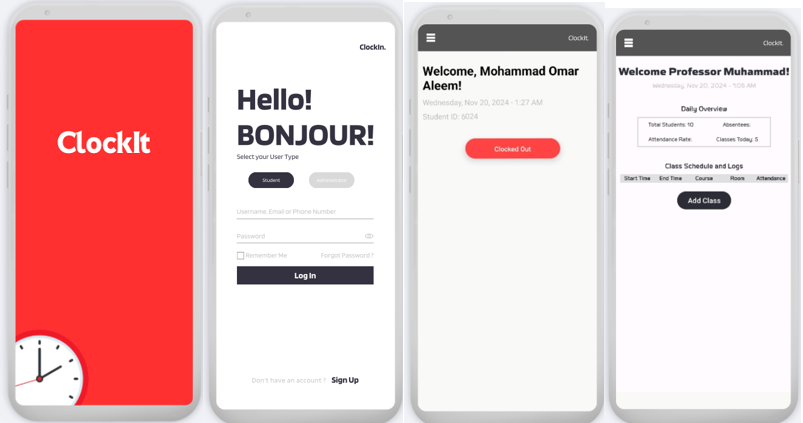 ClockIt
ClockIn.
Hello!
BONJOUR!
Select your User Type
Student
Administrator
Username, Email or Phone Number
Password
Remember Me
Forgot Password ?
Log In
Don't have an account ? Sign Up
ClockIt.
Welcome, Mohammad Omar
Aleem!
Wednesday, Nov 20, 2024 - 1:27 AM
Student ID: 5024
Clocked Out
ClockIt.
Welcome Professor Muhammad!
Wednesday, Nov 20, 2024 - 1:05 AM
Daily Overview
Total Students: 10 Absentees:
Attendance Rate: Classes Today: 5
Class Schedule and Logs
Start Time End Time Course Room Attendance
Add Class